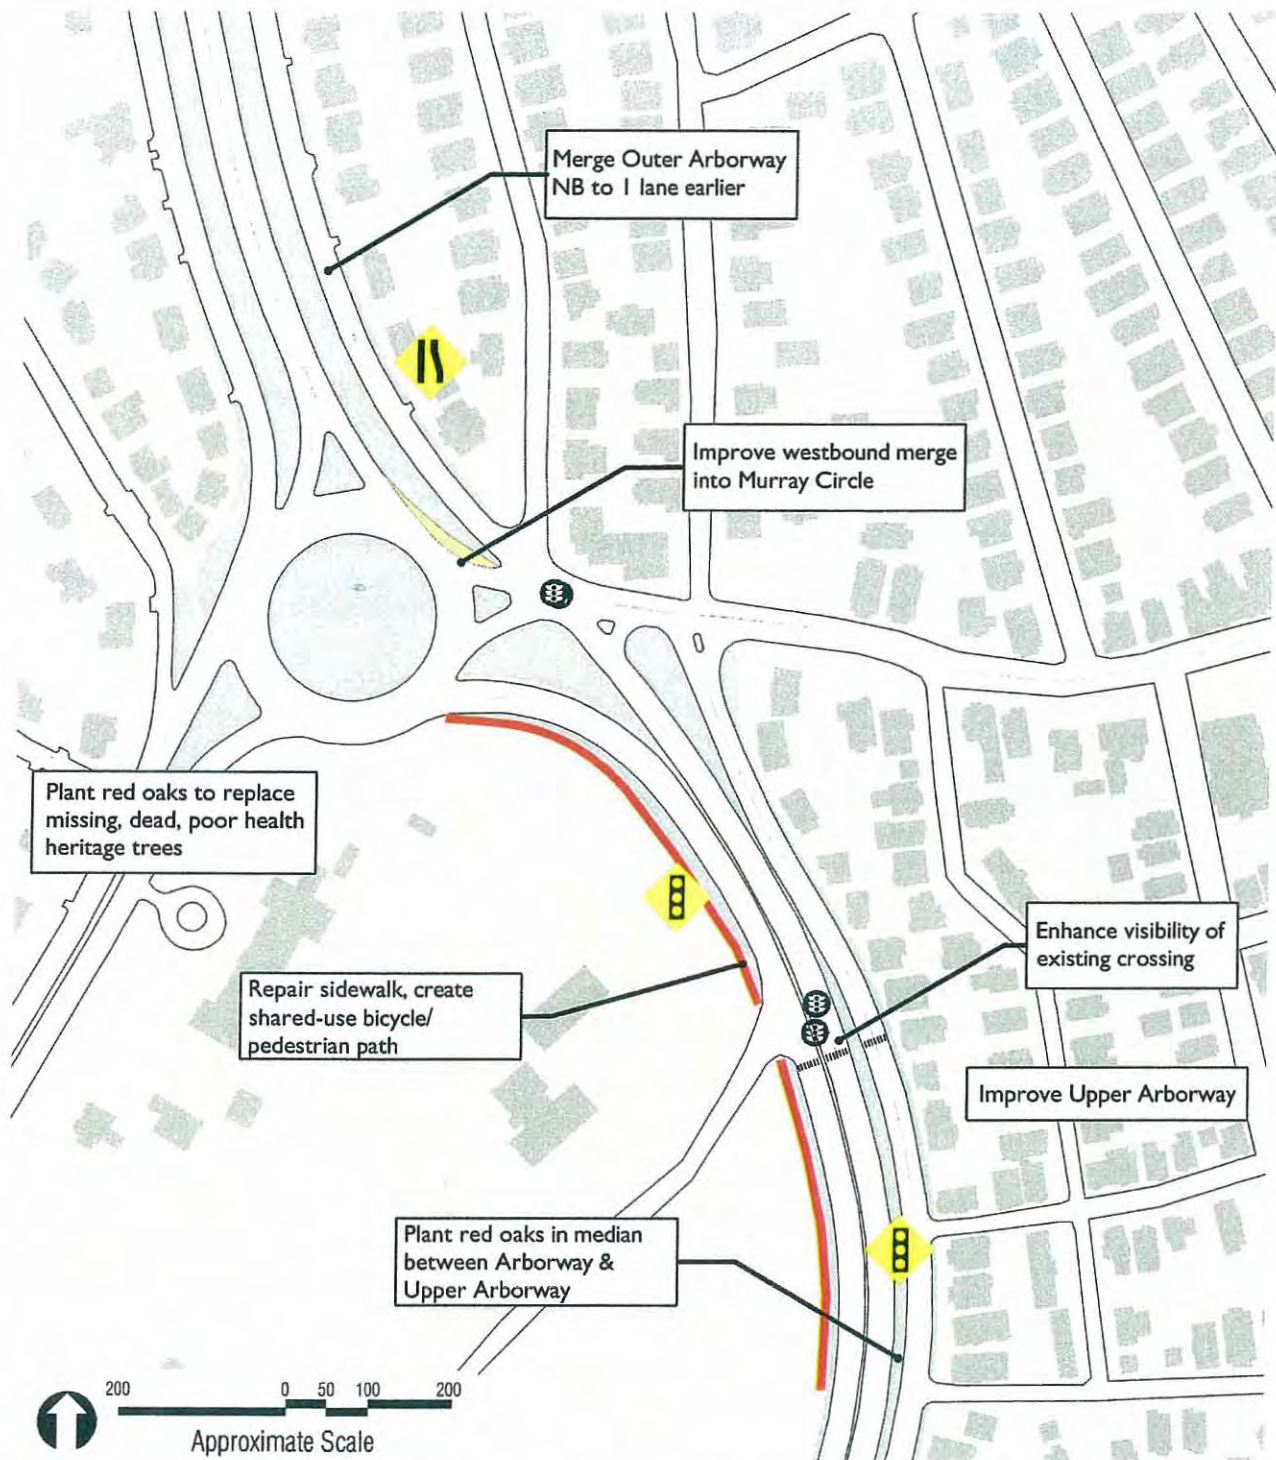 Merge Outer Arborway
NB to 1 lane earlier
Improve westbound merge
into Murray Circle
Plant red oaks to replace
missing, dead, poor health
heritage trees
Enhance visibility of
existing crossing
Repair sidewalk, create
shared-use bicycle/
pedestrian path
Improve Upper Arborway
Plant red oaks in median
between Arborway &
Upper Arborway
200 0 50 100 200
Approximate Scale